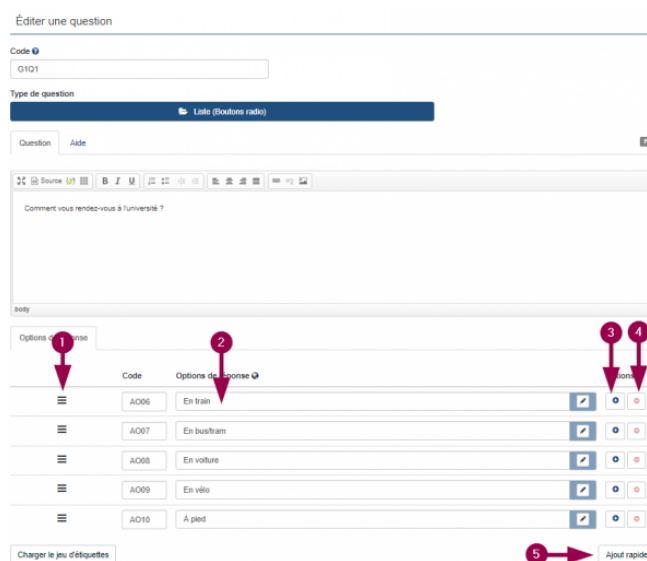 Éditer une question
Code
G1Q1
Type de question
Liste (Boutons radio)
Question Aide
Source
B I U
Comment vous rendez-vous à l'université ?
body
1 2 3 4
Options de réponse
Code Options de réponse
AO06 En train
AO07 En bus/tram
AO08 En voiture
AO09 En vélo
AO10 À pied
Charger le jeu d'étiquettes 5 Ajout rapide